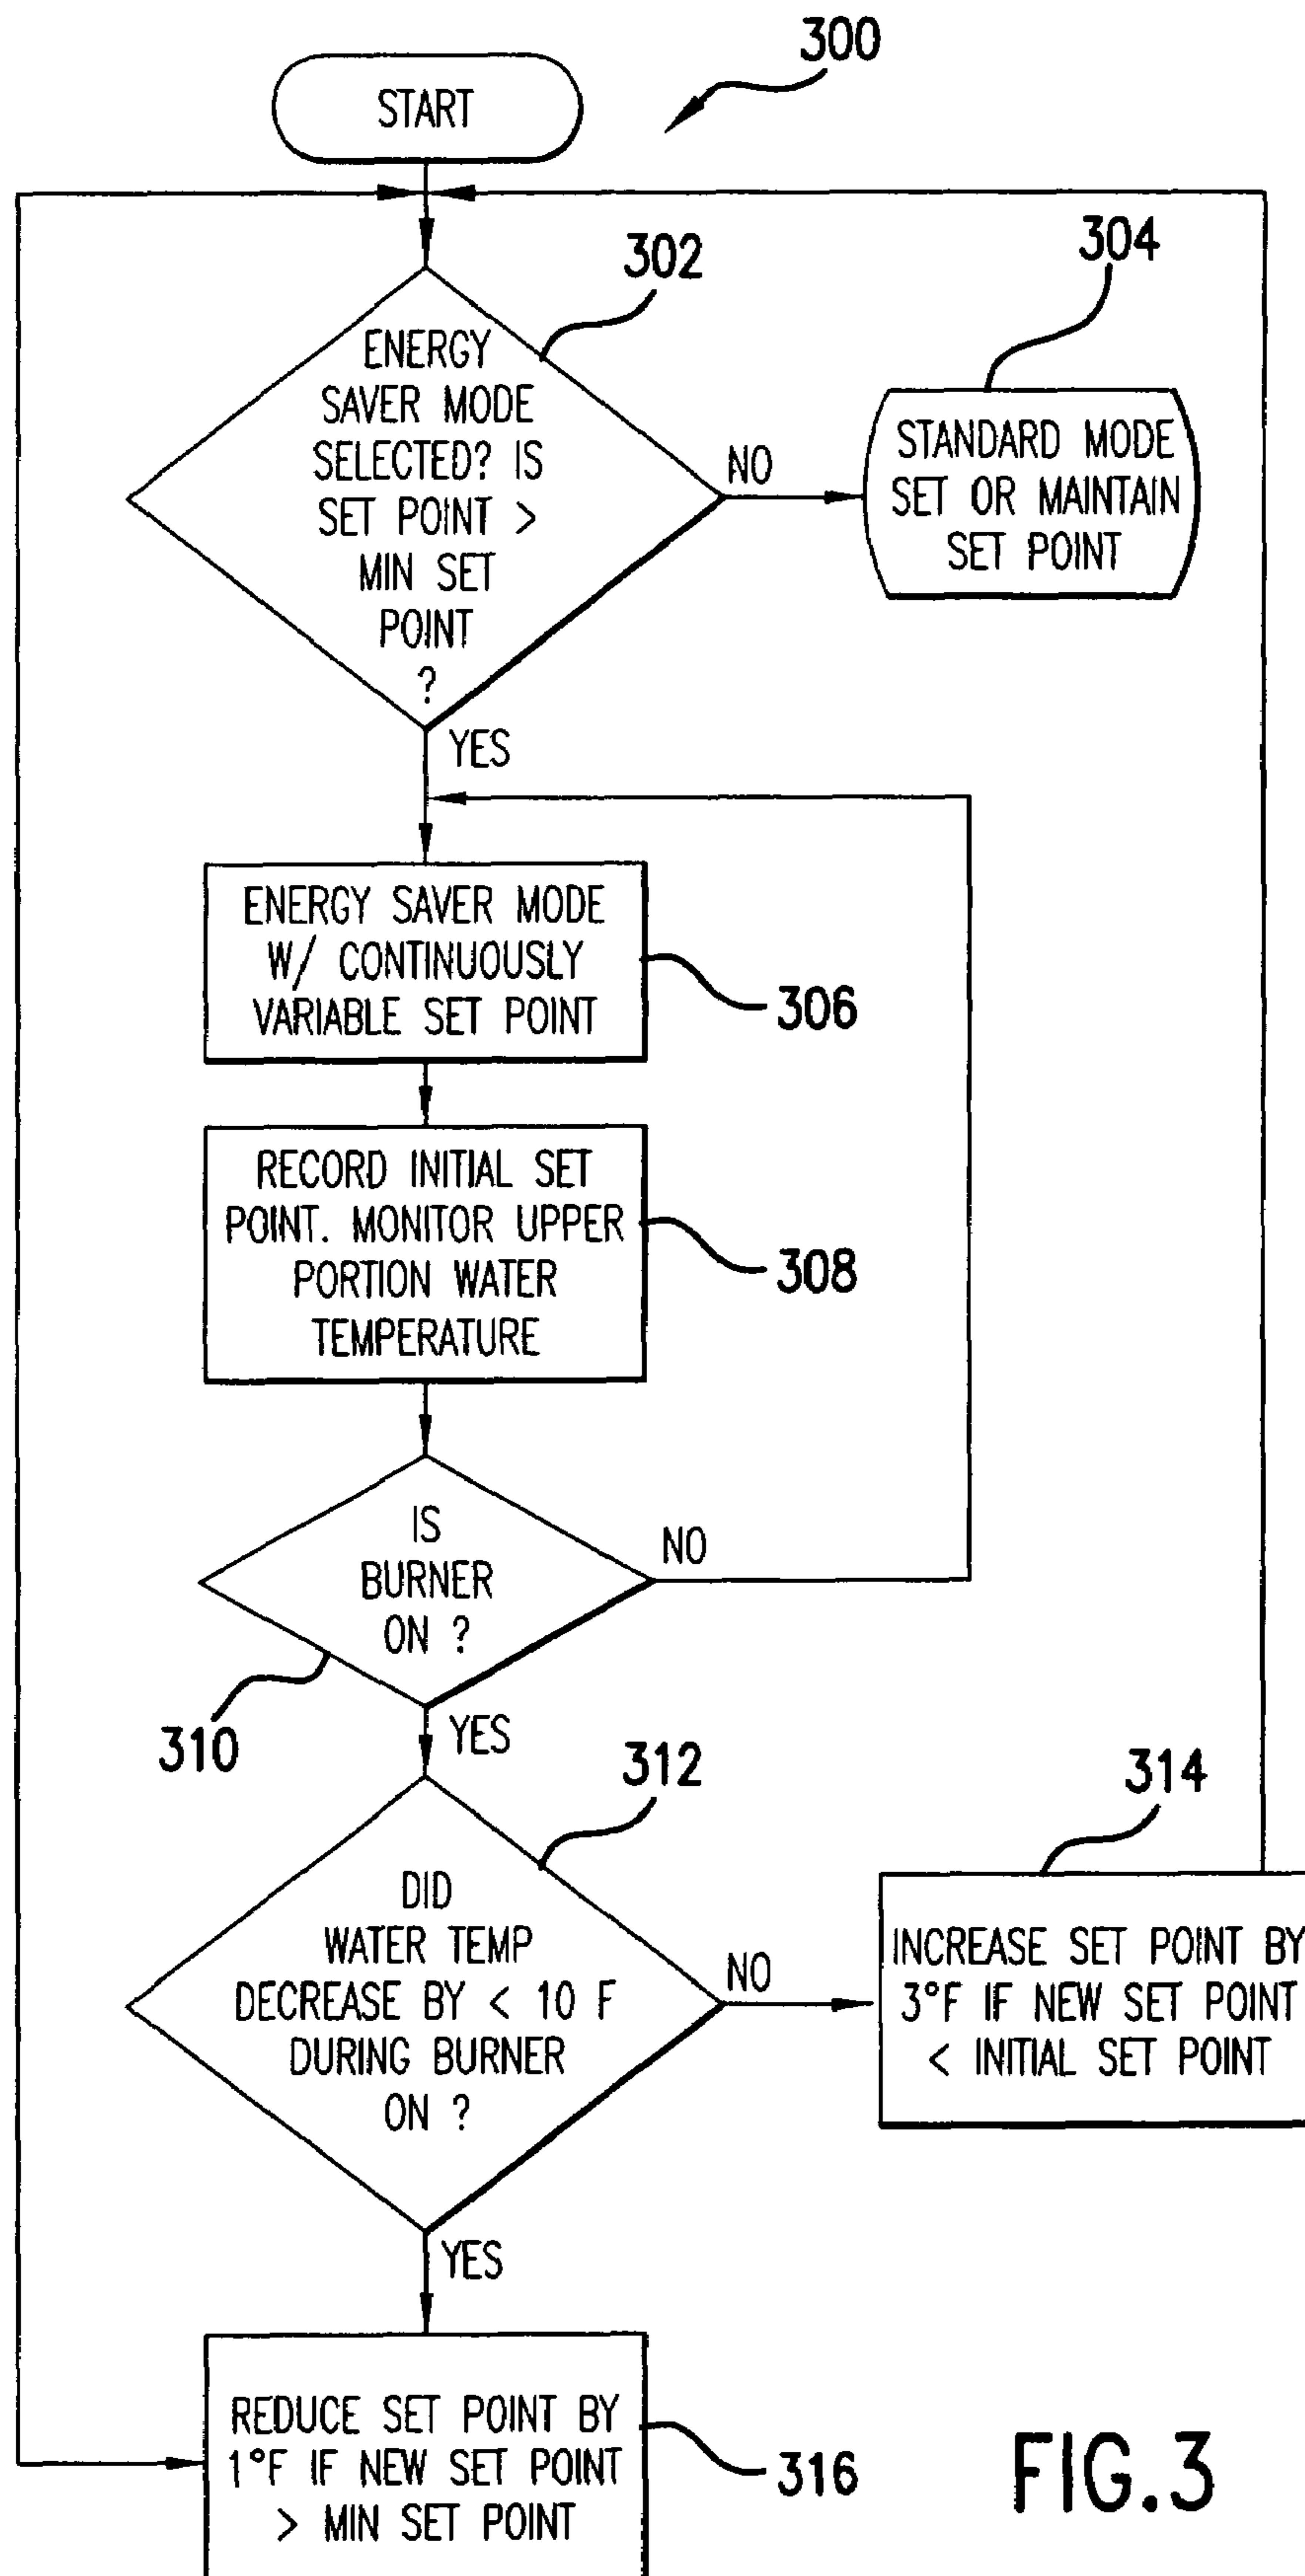 300
START
302
304
ENERGY
SAVER MODE
SELECTED? IS
SET POINT >
MIN SET
POINT
?
NO
STANDARD MODE
SET OR MAINTAIN
SET POINT
YES
ENERGY SAVER MODE
W/ CONTINUOUSLY
VARIABLE SET POINT
306
RECORD INITIAL SET
POINT. MONITOR UPPER
PORTION WATER
TEMPERATURE
308
IS
BURNER
ON ?
NO
310
YES
312
314
DID
WATER TEMP
DECREASE BY < 10 F
DURING BURNER
ON ?
NO
INCREASE SET POINT BY
3°F IF NEW SET POINT
< INITIAL SET POINT
YES
REDUCE SET POINT BY
1°F IF NEW SET POINT
> MIN SET POINT
316
FIG.3